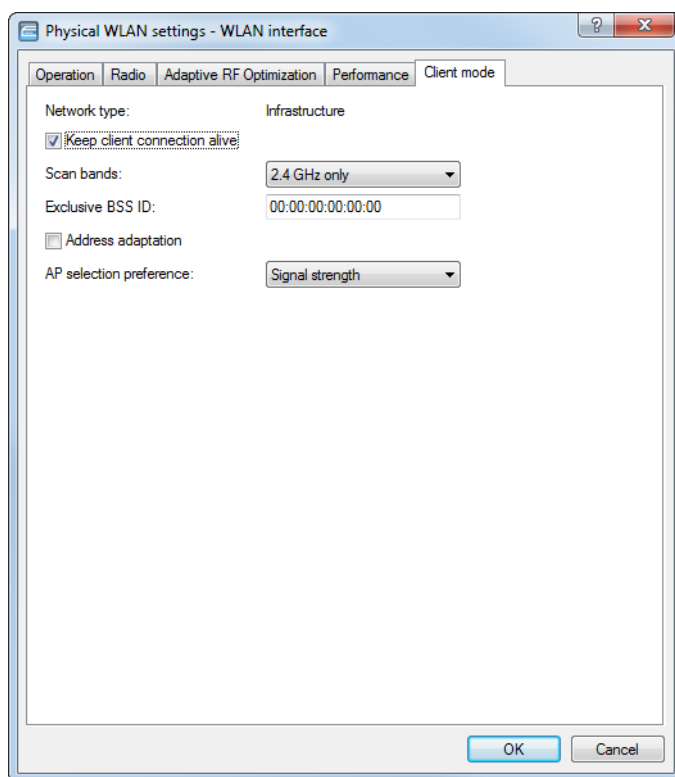 Physical WLAN settings - WLAN interface
Operation Radio Adaptive RF Optimization Performance Client mode
Network type: Infrastructure
Keep client connection alive
Scan bands: 2.4 GHz only
Exclusive BSS ID: 00:00:00:00:00:00
Address adaptation
AP selection preference: Signal strength
OK Cancel